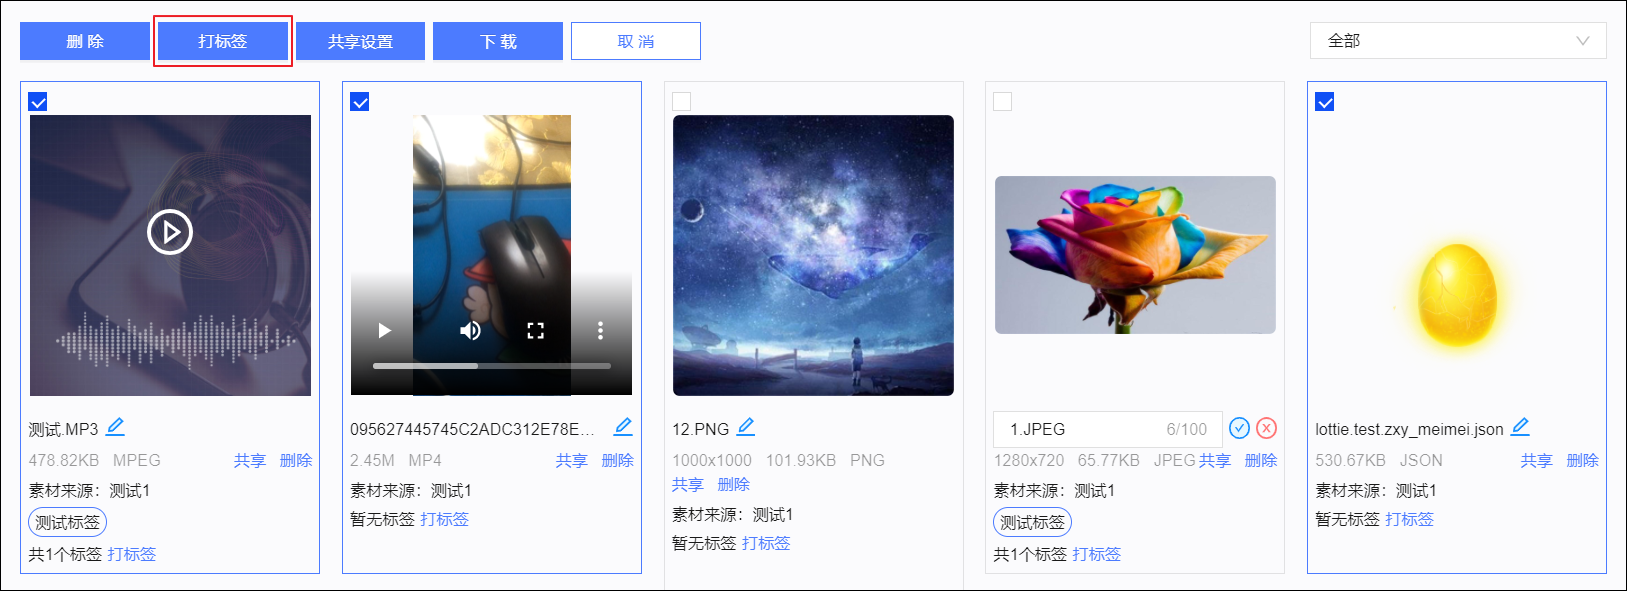 删 除 打标签 共享设置 下 载 取 消 全部
测试.MP3
478.82KB MPEG 共享 删除
素材来源：测试1
测试标签
共1个标签 打标签
095627445745C2ADC312E78E...
2.45M MP4 共享 删除
素材来源：测试1
暂无标签 打标签
12.PNG
1000x1000 101.93KB PNG
共享 删除
素材来源：测试1
暂无标签 打标签
1.JPEG 6/100
1280x720 65.77KB JPEG 共享 删除
素材来源：测试1
测试标签
共1个标签 打标签
lottie.test.zxy_meimei.json
530.67KB JSON 共享 删除
素材来源：测试1
暂无标签 打标签